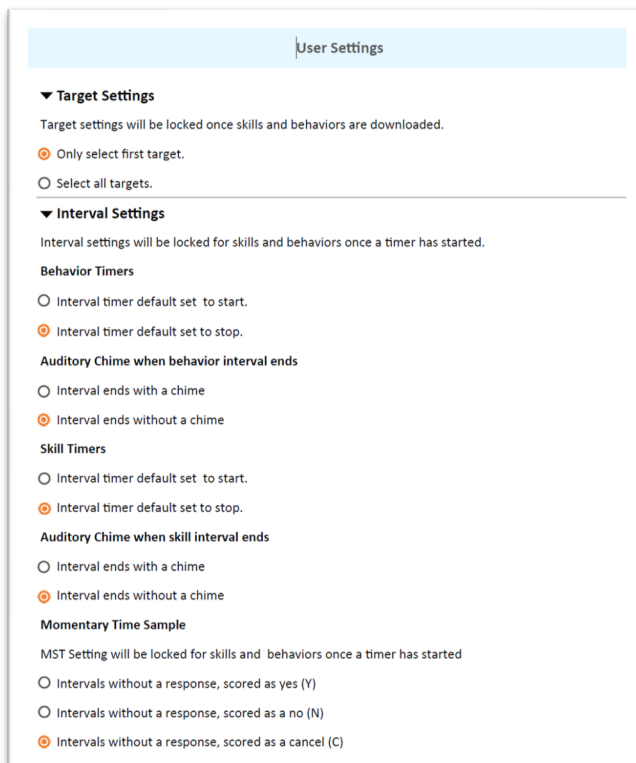 User Settings
Target Settings
Target settings will be locked once skills and behaviors are downloaded.
Only select first target.
Select all targets.
Interval Settings
Interval settings will be locked for skills and behaviors once a timer has started.
Behavior Timers
Interval timer default set  to start.
Interval timer default set to stop.
Auditory Chime when behavior interval ends
Interval ends with a chime
Interval ends without a chime
Skill Timers
Interval timer default set  to start.
Interval timer default set to stop.
Auditory Chime when skill interval ends
Interval ends with a chime
Interval ends without a chime
Momentary Time Sample
MST Setting will be locked for skills and  behaviors once a timer has started
Intervals without a response, scored as yes (Y)
Intervals without a response, scored as a no (N)
Intervals without a response, scored as a cancel (C)